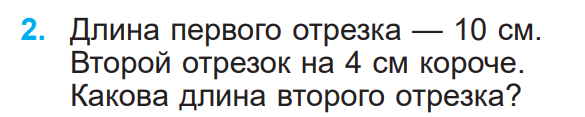 2. Длина первого отрезка — 10 см.
Второй отрезок на 4 см короче.
Какова длина второго отрезка?